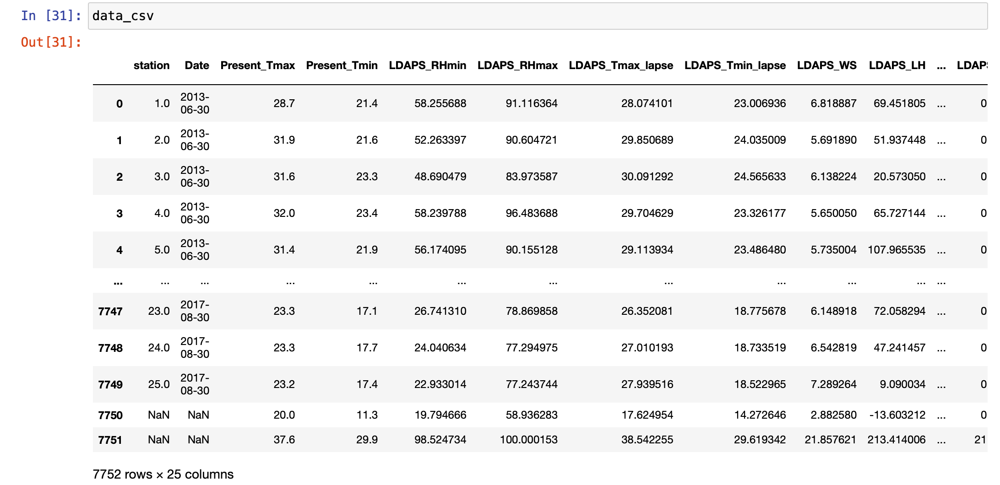 In [31]: data_csv
Out[31]:
station Date Present_Tmax Present_Tmin LDAPS_RHmin LDAPS_RHmax LDAPS_Tmax_lapse LDAPS_Tmin_lapse LDAPS_WS LDAPS_LH ... LDAPS
0 1.0 2013-06-30 28.7 21.4 58.255688 91.116364 28.074101 23.006936 6.818887 69.451805 ... 0
1 2.0 2013-06-30 31.9 21.6 52.263397 90.604721 29.850689 24.035009 5.691890 51.937448 ... 0
2 3.0 2013-06-30 31.6 23.3 48.690479 83.973587 30.091292 24.565633 6.138224 20.573050 ... 0
3 4.0 2013-06-30 32.0 23.4 58.239788 96.483688 29.704629 23.326177 5.650050 65.727144 ... 0
4 5.0 2013-06-30 31.4 21.9 56.174095 90.155128 29.113934 23.486480 5.735004 107.965535 ... 0
... ... ... ... ... ... ... ... ... ... ... ...
7747 23.0 2017-08-30 23.3 17.1 26.741310 78.869858 26.352081 18.775678 6.148918 72.058294 ... 0
7748 24.0 2017-08-30 23.3 17.7 24.040634 77.294975 27.010193 18.733519 6.542819 47.241457 ... 0
7749 25.0 2017-08-30 23.2 17.4 22.933014 77.243744 27.939516 18.522965 7.289264 9.090034 ... 0
7750 NaN NaN 20.0 11.3 19.794666 58.936283 17.624954 14.272646 2.882580 -13.603212 ... 0
7751 NaN NaN 37.6 29.9 98.524734 100.000153 38.542255 29.619342 21.857621 213.414006 ... 21
7752 rows × 25 columns